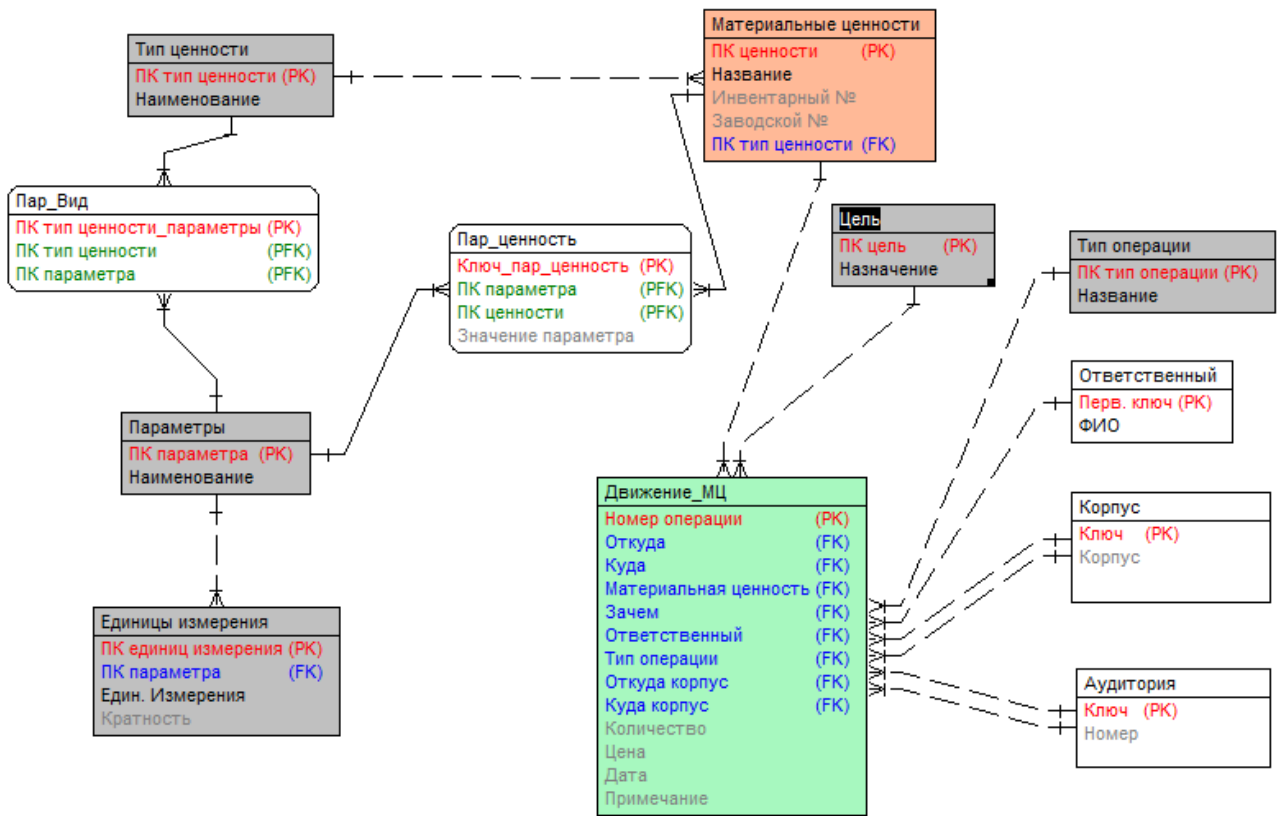 Тип ценности
ПК тип ценности (PK)
Наименование
Материальные ценности
ПК ценности (PK)
Название
Инвентарный №
Заводской №
ПК тип ценности (FK)
Пар_Вид
ПК тип ценности_параметры (PK)
ПК тип ценности (PFK)
ПК параметра (PFK)
Пар_ценность
Ключ_пар_ценность (PK)
ПК параметра (PFK)
ПК ценности (PFK)
Значение параметра
Цель
ПК цель (PK)
Назначение
Тип операции
ПК тип операции (PK)
Название
Ответственный
Перв. ключ (PK)
ФИО
Параметры
ПК параметра (PK)
Наименование
Движение_МЦ
Номер операции (PK)
Откуда (FK)
Куда (FK)
Материальная ценность (FK)
Зачем (FK)
Ответственный (FK)
Тип операции (FK)
Откуда корпус (FK)
Куда корпус (FK)
Количество
Цена
Дата
Примечание
Корпус
Ключ (PK)
Корпус
Единицы измерения
ПК единиц измерения (PK)
ПК параметра (FK)
Един. Измерения
Кратность
Аудитория
Ключ (PK)
Номер